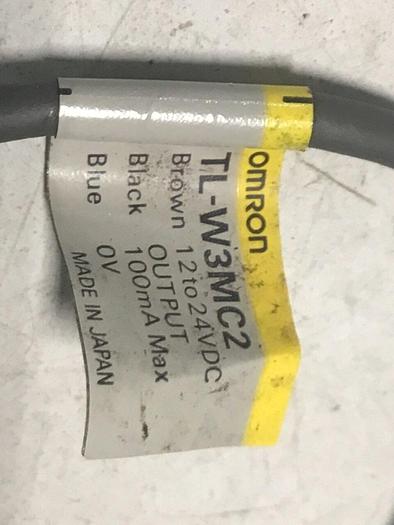 OMRON
TL-W3MC2
Brown 12 to 24VDC
Black OUTPUT
100mA Max
Blue 0V
MADE IN JAPAN